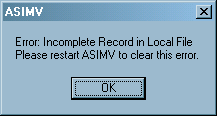 ASIMV
Error: Incomplete Record in Local File
Please restart ASIMV to clear this error.
OK